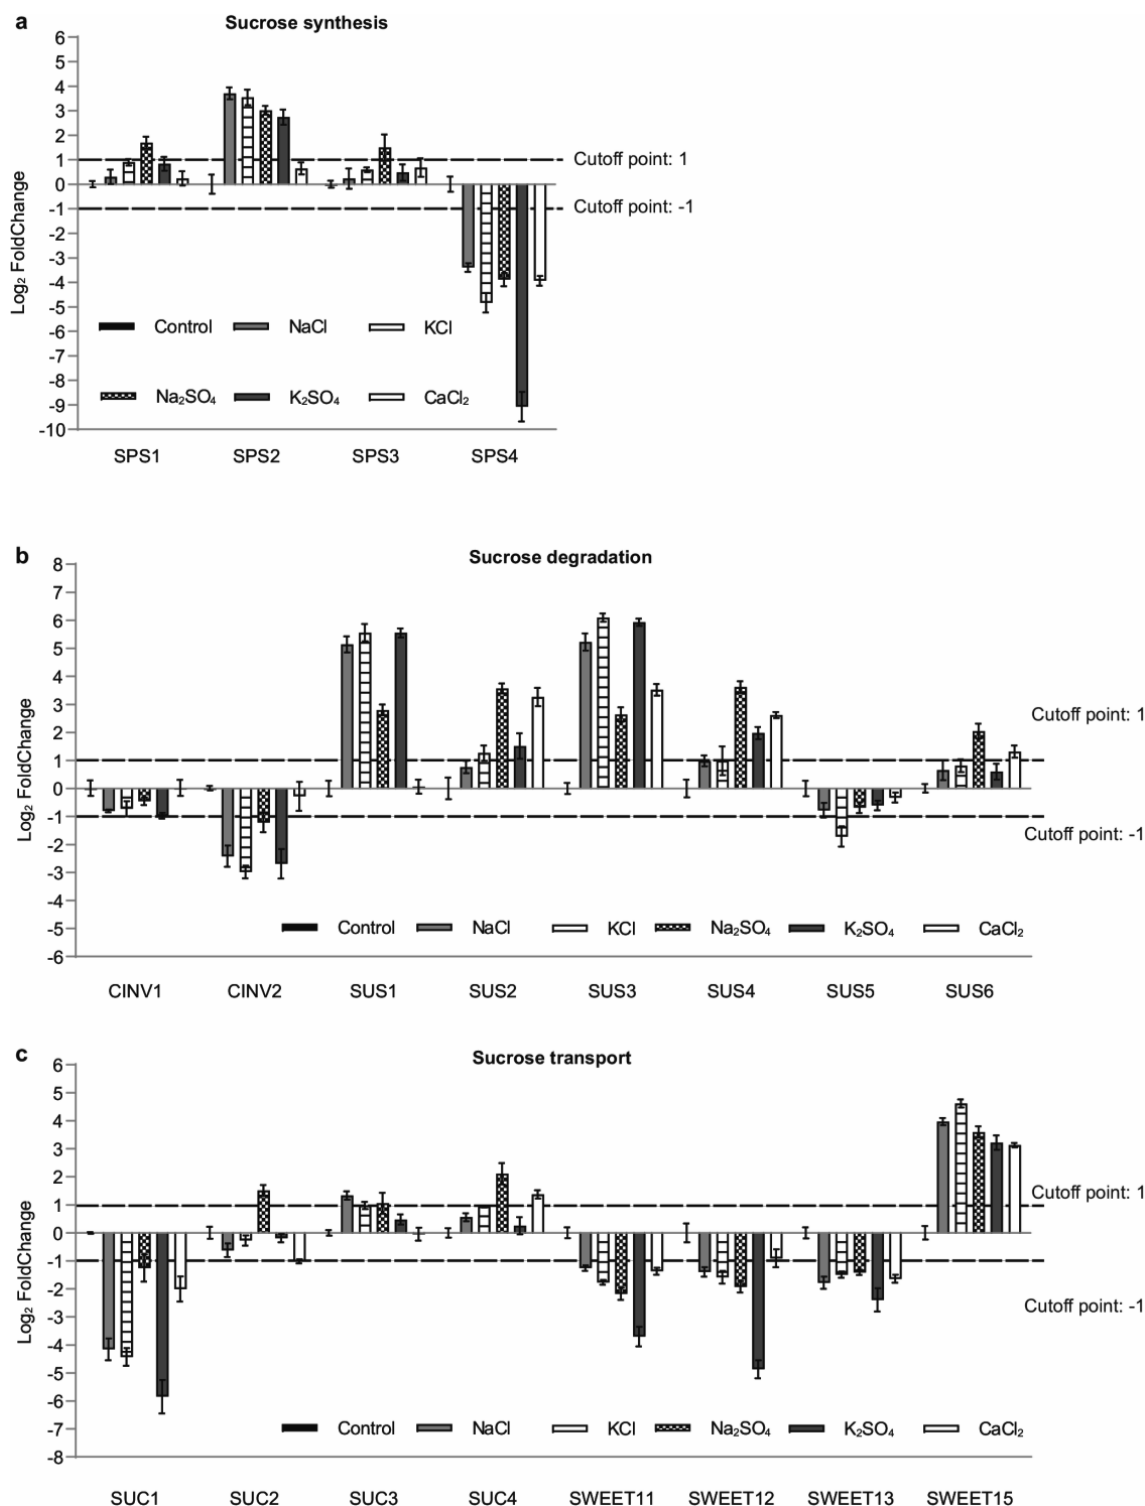 a
Sucrose synthesis
6
5
4
3
2
1
0
-1
-2
-3
-4
-5
-6
-7
-8
-9
-10
Log₂ FoldChange
Cutoff point: 1
Cutoff point: -1
Control NaCl KCl
Na₂SO₄ K₂SO₄ CaCl₂
SPS1 SPS2 SPS3 SPS4
b
Sucrose degradation
8
7
6
5
4
3
2
1
0
-1
-2
-3
-4
-5
-6
Log₂ FoldChange
Cutoff point: 1
Cutoff point: -1
Control NaCl KCl Na₂SO₄ K₂SO₄ CaCl₂
CINV1 CINV2 SUS1 SUS2 SUS3 SUS4 SUS5 SUS6
c
Sucrose transport
6
5
4
3
2
1
0
-1
-2
-3
-4
-5
-6
-7
-8
Log₂ FoldChange
Cutoff point: 1
Cutoff point: -1
Control NaCl KCl Na₂SO₄ K₂SO₄ CaCl₂
SUC1 SUC2 SUC3 SUC4 SWEET11 SWEET12 SWEET13 SWEET15